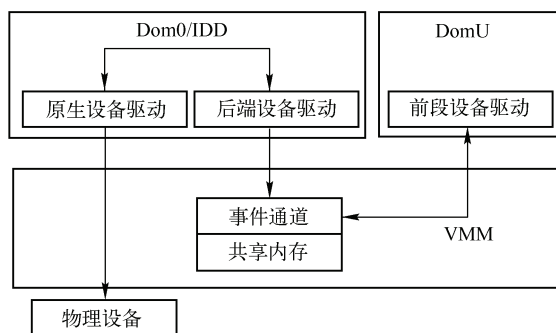 Dom0/IDD
DomU
原生设备驱动
后端设备驱动
前段设备驱动
事件通道
共享内存
VMM
物理设备